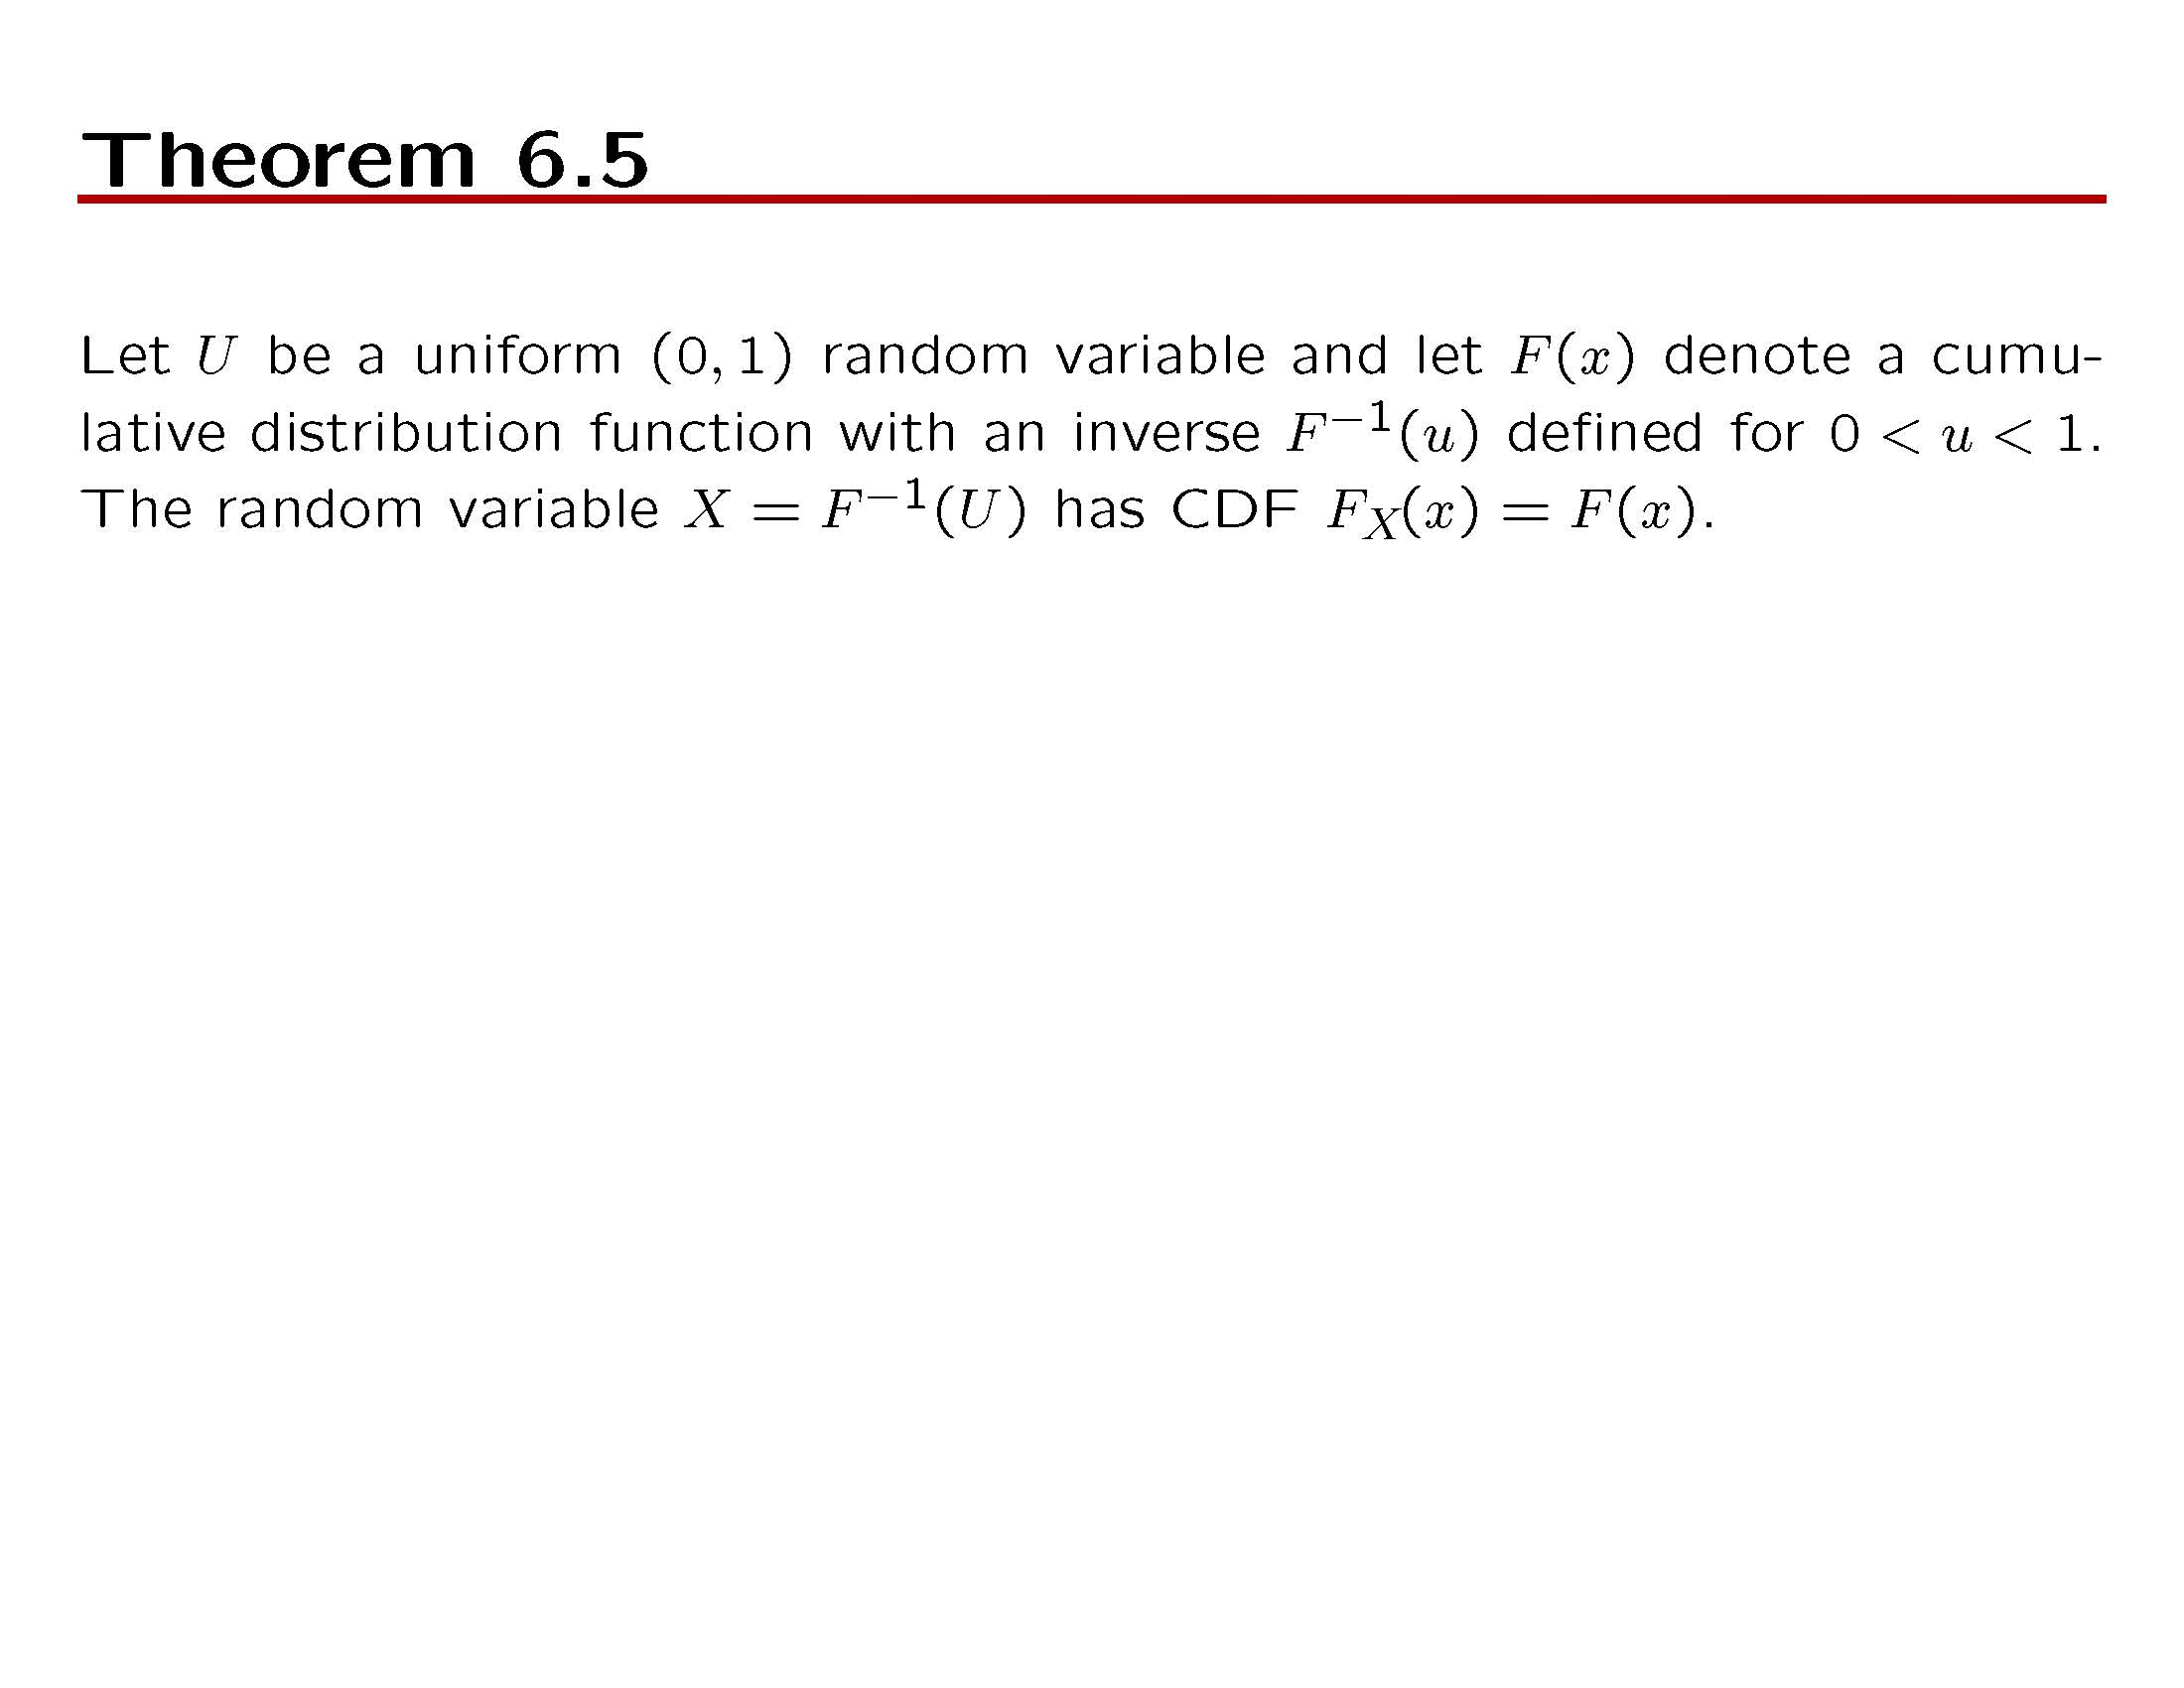 Theorem 6.5
Let U be a uniform (0, 1) random variable and let F(x) denote a cumu-
lative distribution function with an inverse F⁻¹(u) defined for 0 < u < 1.
The random variable X = F⁻¹(U) has CDF F_X(x) = F(x).